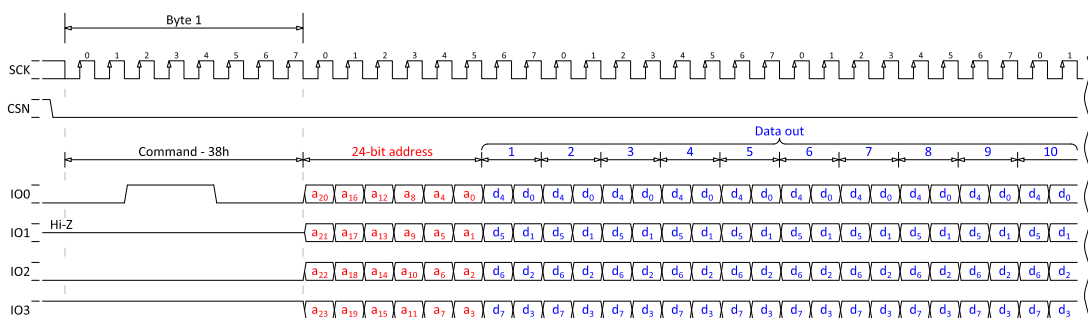 Byte 1
SCK 0 1 2 3 4 5 6 7 0 1 2 3 4 5 6 7 0 1 2 3 4 5 6 7 0 1 2 3 4 5 6 7 0 1
CSN
Data out
Command - 38h 24-bit address 1 2 3 4 5 6 7 8 9 10
IO0 a₂₀ a₁₆ a₁₂ a₈ a₄ a₀ d₄ d₀ d₄ d₀ d₄ d₀ d₄ d₀ d₄ d₀ d₄ d₀ d₄ d₀ d₄ d₀ d₄ d₀ d₄ d₀
IO1 Hi-Z a₂₁ a₁₇ a₁₃ a₉ a₅ a₁ d₅ d₁ d₅ d₁ d₅ d₁ d₅ d₁ d₅ d₁ d₅ d₁ d₅ d₁ d₅ d₁ d₅ d₁ d₅ d₁
IO2 a₂₂ a₁₈ a₁₄ a₁₀ a₆ a₂ d₆ d₂ d₆ d₂ d₆ d₂ d₆ d₂ d₆ d₂ d₆ d₂ d₆ d₂ d₆ d₂ d₆ d₂ d₆ d₂
IO3 a₂₃ a₁₉ a₁₅ a₁₁ a₇ a₃ d₇ d₃ d₇ d₃ d₇ d₃ d₇ d₃ d₇ d₃ d₇ d₃ d₇ d₃ d₇ d₃ d₇ d₃ d₇ d₃